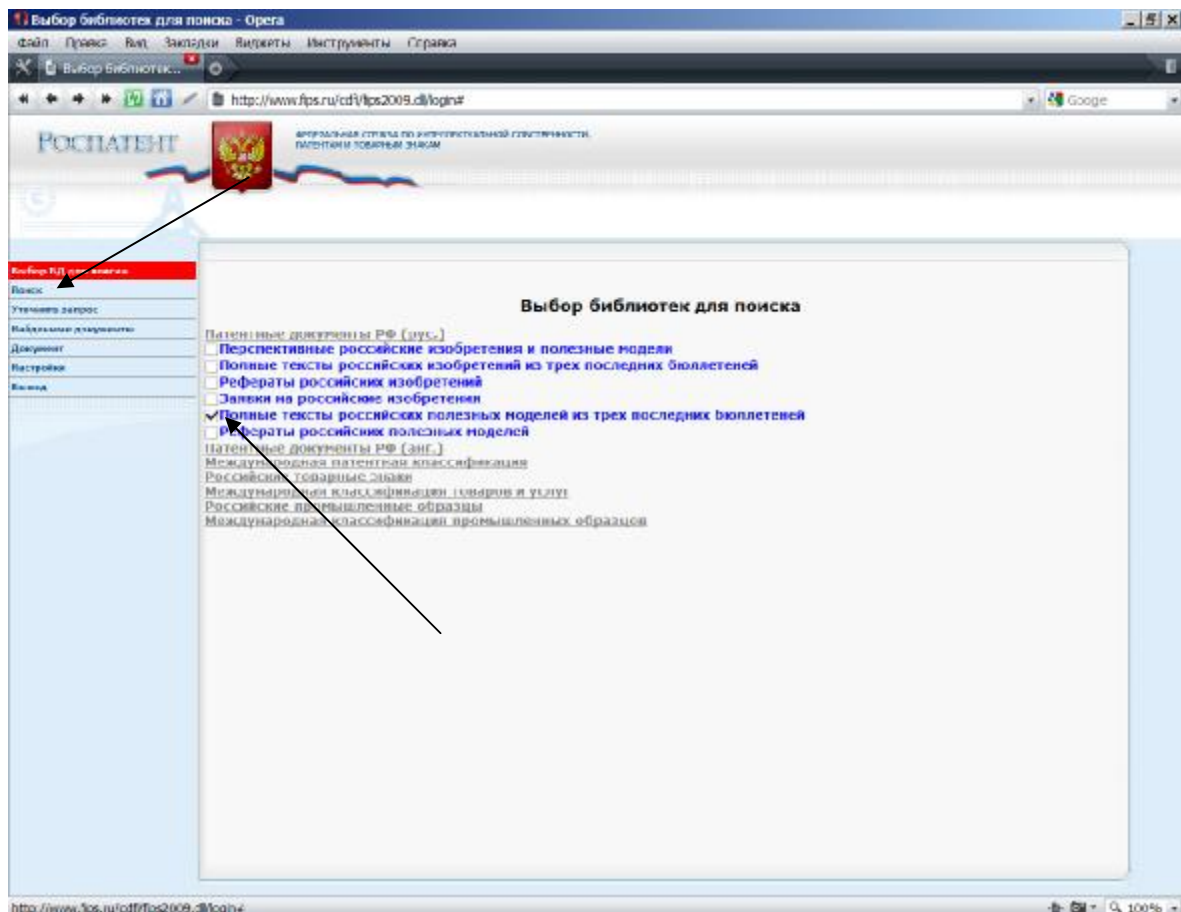 Выбор библиотек для поиска - Opera
Файл Правка Вид Закладки Виджеты Инструменты Справка
Выбор библиотек...
http://www.fips.ru/cdfi/fips2009.dll/login# Google
РОСПАТЕНТ
ФЕДЕРАЛЬНАЯ СЛУЖБА ПО ИНТЕЛЛЕКТУАЛЬНОЙ СОБСТВЕННОСТИ,
ПАТЕНТАМ И ТОВАРНЫМ ЗНАКАМ
Выбор БД для поиска
Поиск
Уточнить запрос
Найденные документы
Документ
Настройки
Выход
Выбор библиотек для поиска
Патентные документы РФ (рус.)
Перспективные российские изобретения и полезные модели
Полные тексты российских изобретений из трех последних бюллетеней
Рефераты российских изобретений
Заявки на российские изобретения
Полные тексты российских полезных моделей из трех последних бюллетеней
Рефераты российских полезных моделей
Патентные документы РФ (анг.)
Международная патентная классификация
Российские товарные знаки
Международная классификация товаров и услуг
Российские промышленные образцы
Международная классификация промышленных образцов
http://www.fips.ru/cdfi/fips2009.dll/login# 100%